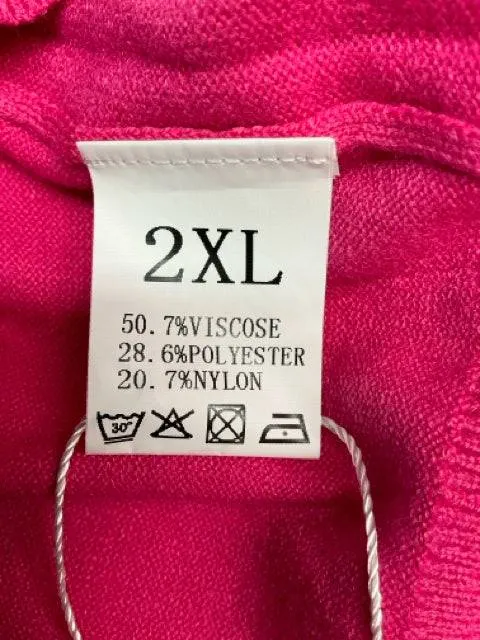 2XL
50.7%VISCOSE
28.6%POLYESTER
20.7%NYLON
30°